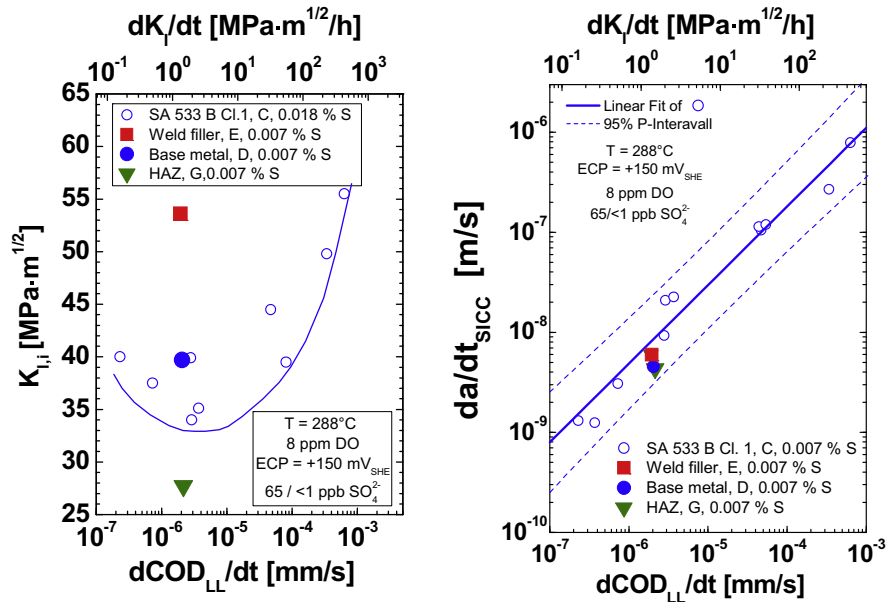 dK_I/dt [MPa·m^1/2/h]
10^-1 10^0 10^1 10^2 10^3
65
60
55
50
45
40
35
30
25
K_I,i [MPa·m^1/2]
SA 533 B Cl.1, C, 0.018 % S
Weld filler, E, 0.007 % S
Base metal, D, 0.007 % S
HAZ, G,0.007 % S
T = 288°C
8 ppm DO
ECP = +150 mV_SHE
65 / <1 ppb SO_4^2-
10^-7 10^-6 10^-5 10^-4 10^-3
dCOD_LL/dt [mm/s]
dK_I/dt [MPa·m^1/2/h]
10^-1 10^0 10^1 10^2
10^-6
10^-7
10^-8
10^-9
10^-10
da/dt_SICC [m/s]
Linear Fit of
95% P-Intervall
T = 288°C
ECP = +150 mV_SHE
8 ppm DO
65/<1 ppb SO_4^2-
SA 533 B Cl. 1, C, 0.007 % S
Weld filler, E, 0.007 % S
Base metal, D, 0.007 % S
HAZ, G, 0.007 % S
10^-7 10^-6 10^-5 10^-4 10^-3
dCOD_LL/dt [mm/s]